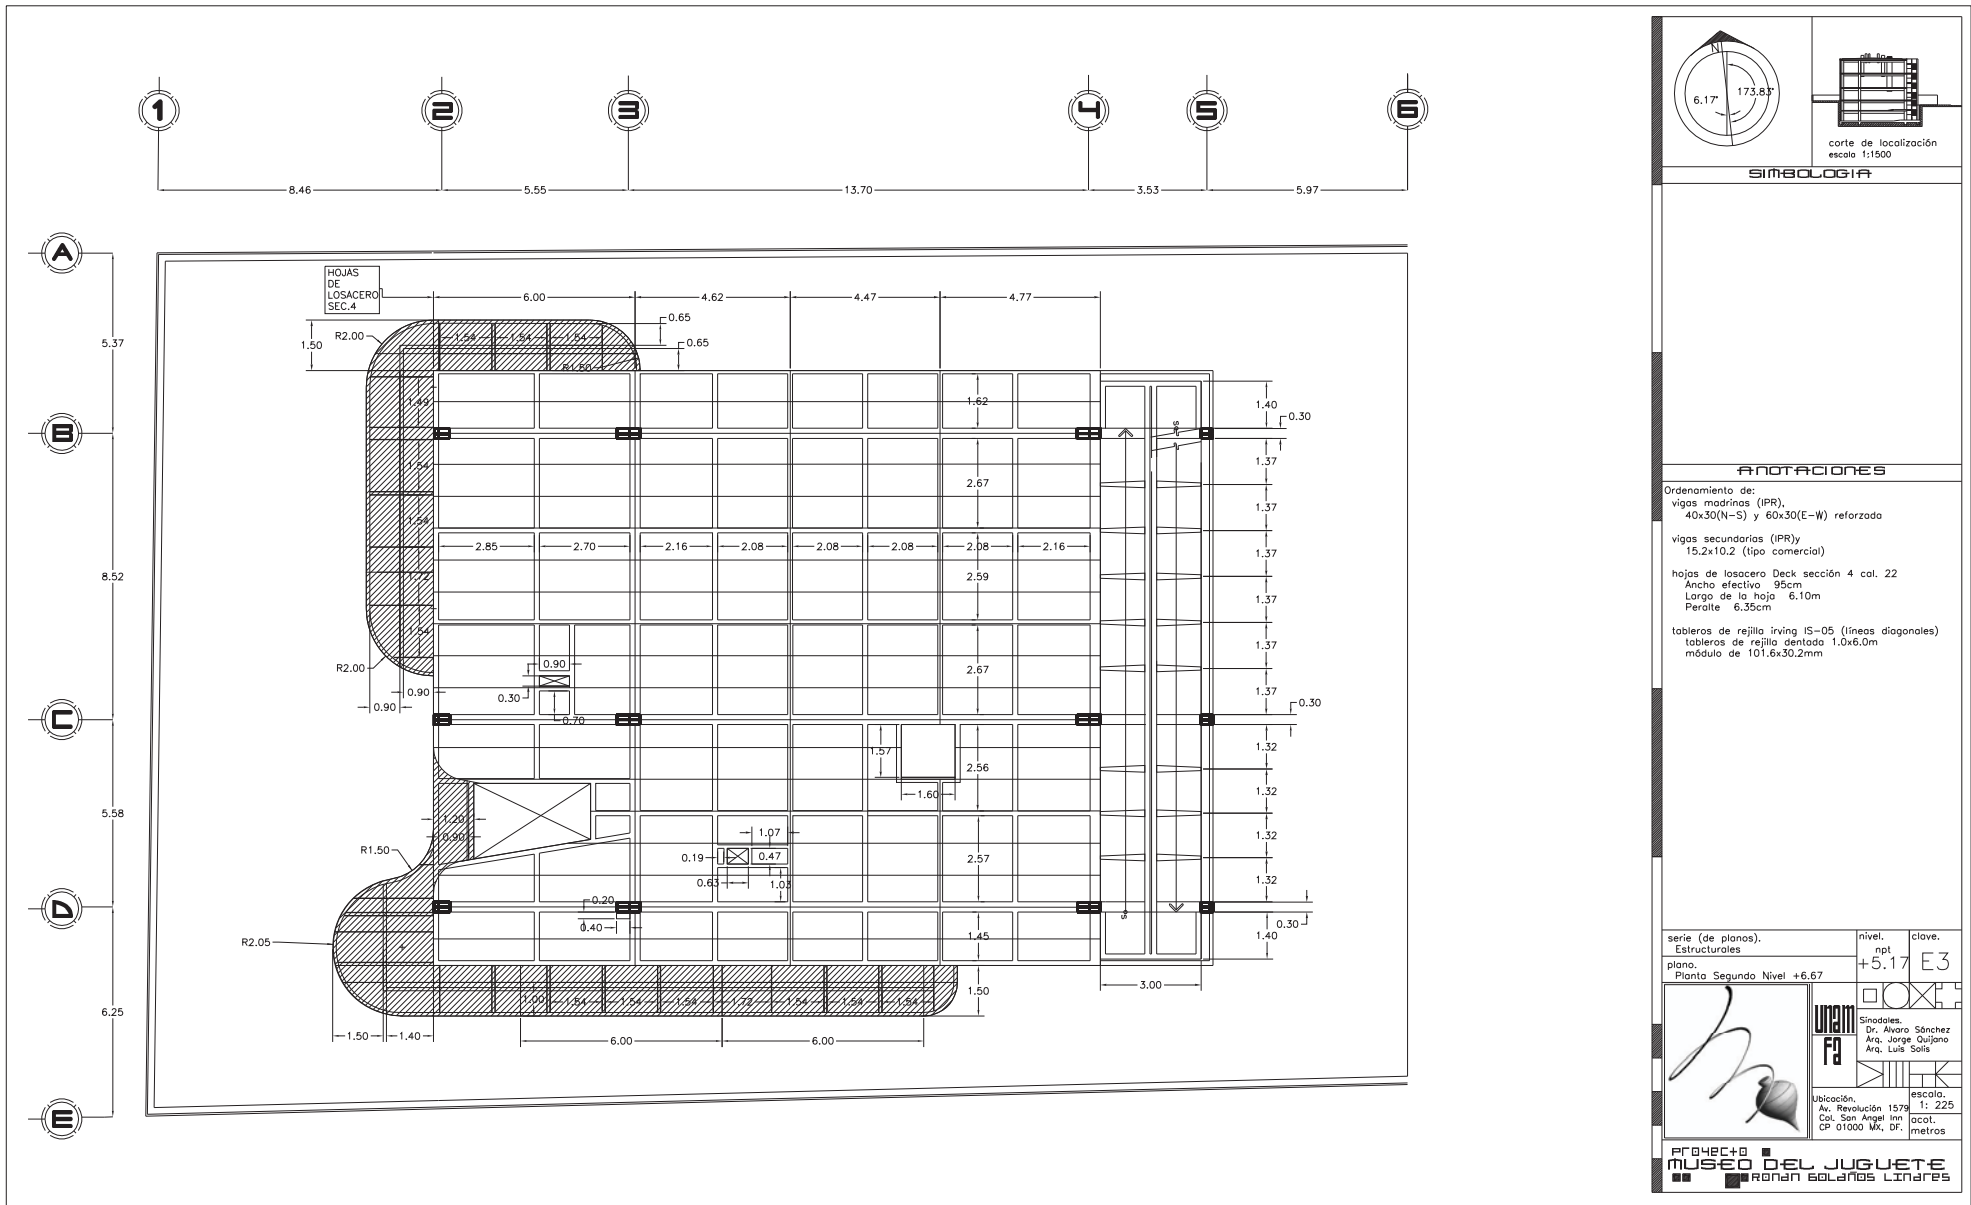 1 2 3 4 5 6
8.46 5.55 13.70 3.53 5.97
A
B
C
D
E
5.37
8.52
5.58
6.25
HOJAS
DE
LOSACERO
SEC.4
6.00 4.62 4.47 4.77
0.65
0.65
R2.00
1.50
1.54 1.54 1.54
R1.50
1.49
1.62
1.40
0.30
1.54
2.67
1.37
1.54
1.37
2.85 2.70 2.16 2.08 2.08 2.08 2.08 2.16
1.72
2.59
1.37
1.37
1.54
R2.00
0.90
0.30
0.70
2.67
1.37
1.37
0.90
0.90
0.30
1.57
1.60
2.56
1.32
1.32
1.20
0.90
R1.50
1.07
0.47
0.19
0.63
1.03
2.57
1.32
1.32
0.20
0.40
0.30
R2.05
1.45
1.40
1.00 1.54 1.54 1.54 1.72 1.54 1.54 1.54
1.50
3.00
1.50 1.40
6.00 6.00
N
6.17° 173.83°
corte de localización
escala 1:1500
SIMBOLOGIA
ANOTACIONES
Ordenamiento de:
vigas madrinas (IPR),
40x30(N-S) y 60x30(E-W) reforzada
vigas secundarias (IPR)y
15.2x10.2 (tipo comercial)
hojas de losacero Deck sección 4 cal. 22
Ancho efectivo 95cm
Largo de la hoja 6.10m
Peralte 6.35cm
tableros de rejilla irving IS-05 (líneas diagonales)
tableros de rejilla dentada 1.0x6.0m
módulo de 101.6x30.2mm
serie (de planos).
Estructurales
nivel.
npt
+5.17
clave.
E3
plano.
Planta Segundo Nivel +6.67
unam
fa
Sinodales.
Dr. Alvaro Sánchez
Arq. Jorge Quijano
Arq. Luis Solís
Ubicación.
Av. Revolución 1579
Col. San Angel Inn
CP 01000 MX, DF.
escala.
1: 225
acot.
metros
PROYECTO
MUSEO DEL JUGUETE
RONAN BOLAÑOS LINARES